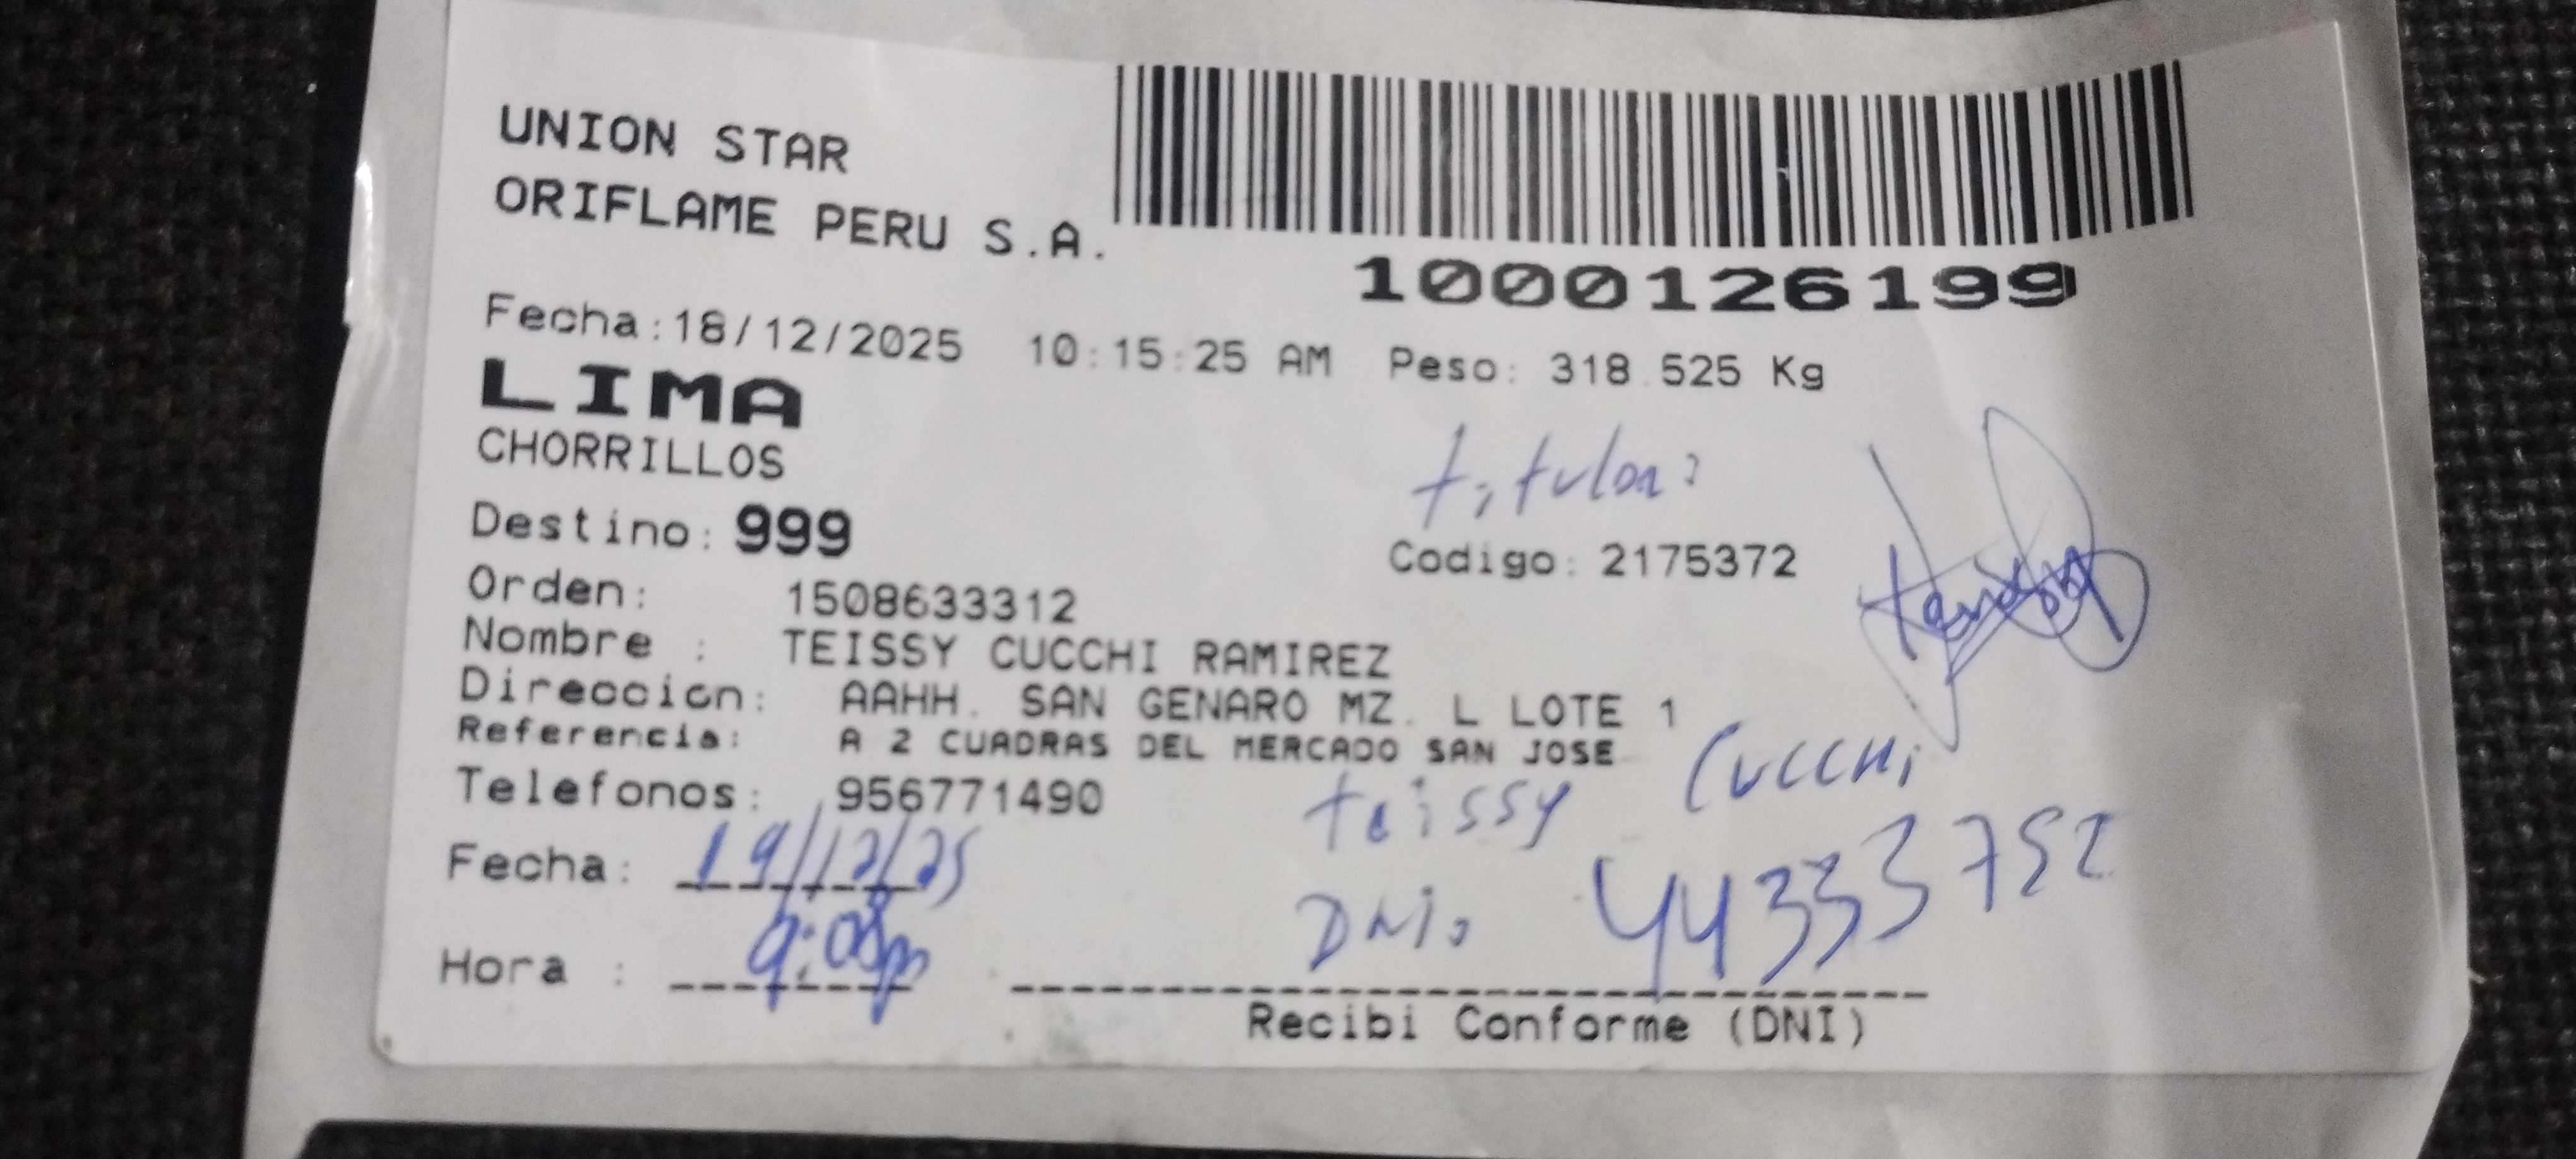 UNION STAR
ORIFLAME PERU S.A.
1000126199
Fecha:18/12/2025 10:15:25 AM Peso: 318.525 Kg
LIMA
CHORRILLOS
titular:
Destino: 999
Codigo: 2175372
Orden: 1508633312
Nombre : TEISSY CUCCHI RAMIREZ
Direccion: AAHH. SAN GENARO MZ. L LOTE 1
Referencia: A 2 CUADRAS DEL MERCADO SAN JOSE
Telefonos: 956771490
teissy Cucchi
Fecha: 19/12/25
DNI: 44333752
Hora : 9:08p
Recibi Conforme (DNI)